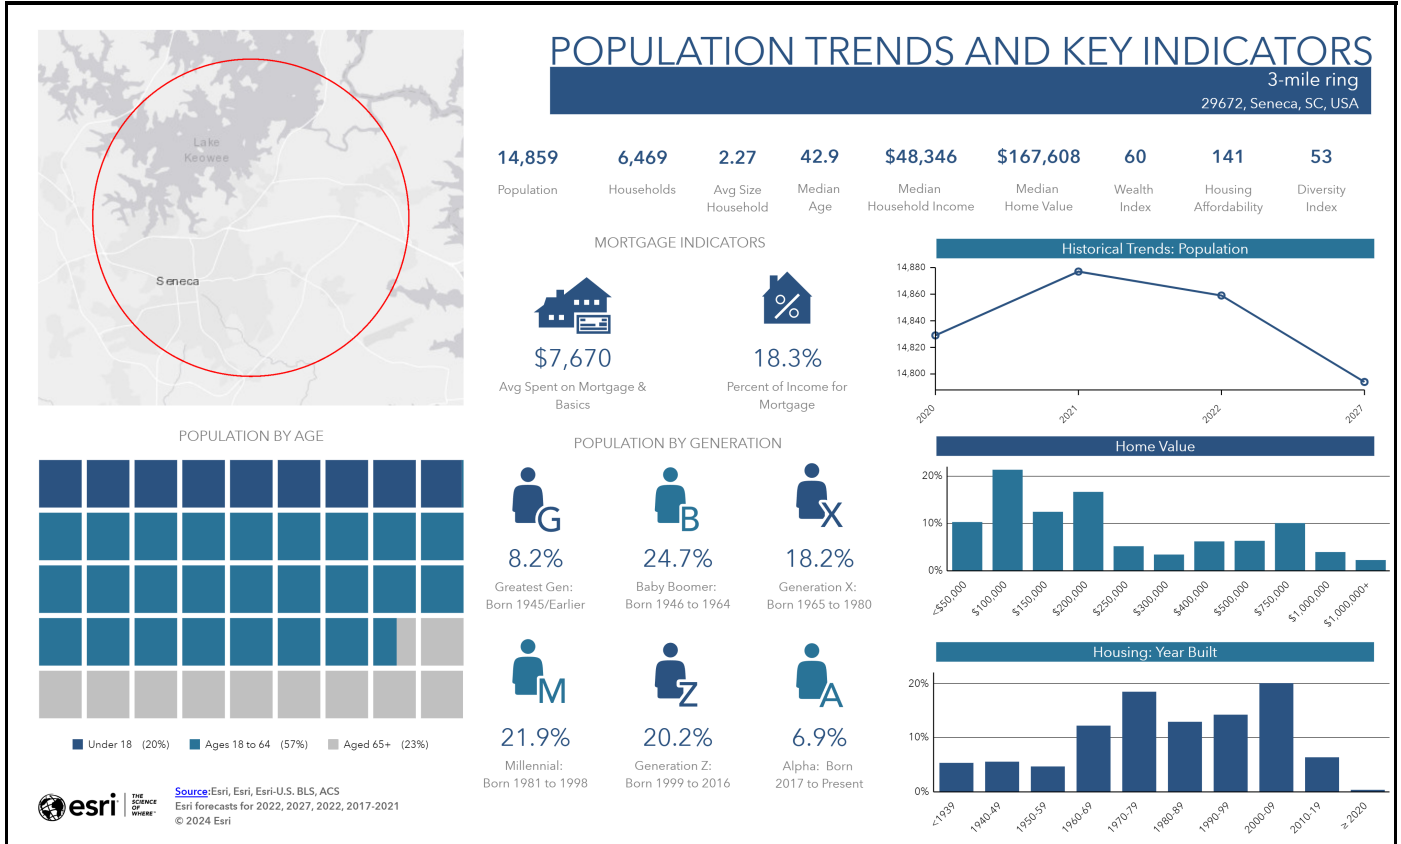 POPULATION TRENDS AND KEY INDICATORS
3-mile ring
29672, Seneca, SC, USA
Lake
Keowee
Seneca
14,859
Population
6,469
Households
2.27
Avg Size
Household
42.9
Median
Age
$48,346
Median
Household Income
$167,608
Median
Home Value
60
Wealth
Index
141
Housing
Affordability
53
Diversity
Index
MORTGAGE INDICATORS
$7,670
Avg Spent on Mortgage &
Basics
%
18.3%
Percent of Income for
Mortgage
Historical Trends: Population
14,880
14,860
14,840
14,820
14,800
2020
2021
2022
2027
POPULATION BY AGE
Under 18 (20%)
Ages 18 to 64 (57%)
Aged 65+ (23%)
POPULATION BY GENERATION
G
8.2%
Greatest Gen:
Born 1945/Earlier
B
24.7%
Baby Boomer:
Born 1946 to 1964
X
18.2%
Generation X:
Born 1965 to 1980
M
21.9%
Millennial:
Born 1981 to 1998
Z
20.2%
Generation Z:
Born 1999 to 2016
A
6.9%
Alpha: Born
2017 to Present
Home Value
20%
10%
0%
<$50,000
$100,000
$150,000
$200,000
$250,000
$300,000
$400,000
$500,000
$750,000
$1,000,000
$1,000,000+
Housing: Year Built
20%
10%
0%
<1939
1940-49
1950-59
1960-69
1970-79
1980-89
1990-99
2000-09
2010-19
≥ 2020
esri
THE
SCIENCE
OF
WHERE™
Source:Esri, Esri, Esri-U.S. BLS, ACS
Esri forecasts for 2022, 2027, 2022, 2017-2021
© 2024 Esri